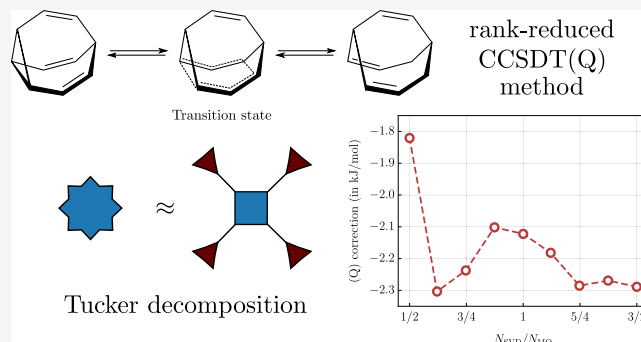 rank-reduced
CCSDT(Q)
method
Transition state
≈
Tucker decomposition
(Q) correction (in kJ/mol)
−1.8
−1.9
−2.0
−2.1
−2.2
−2.3
1/2
3/4
1
5/4